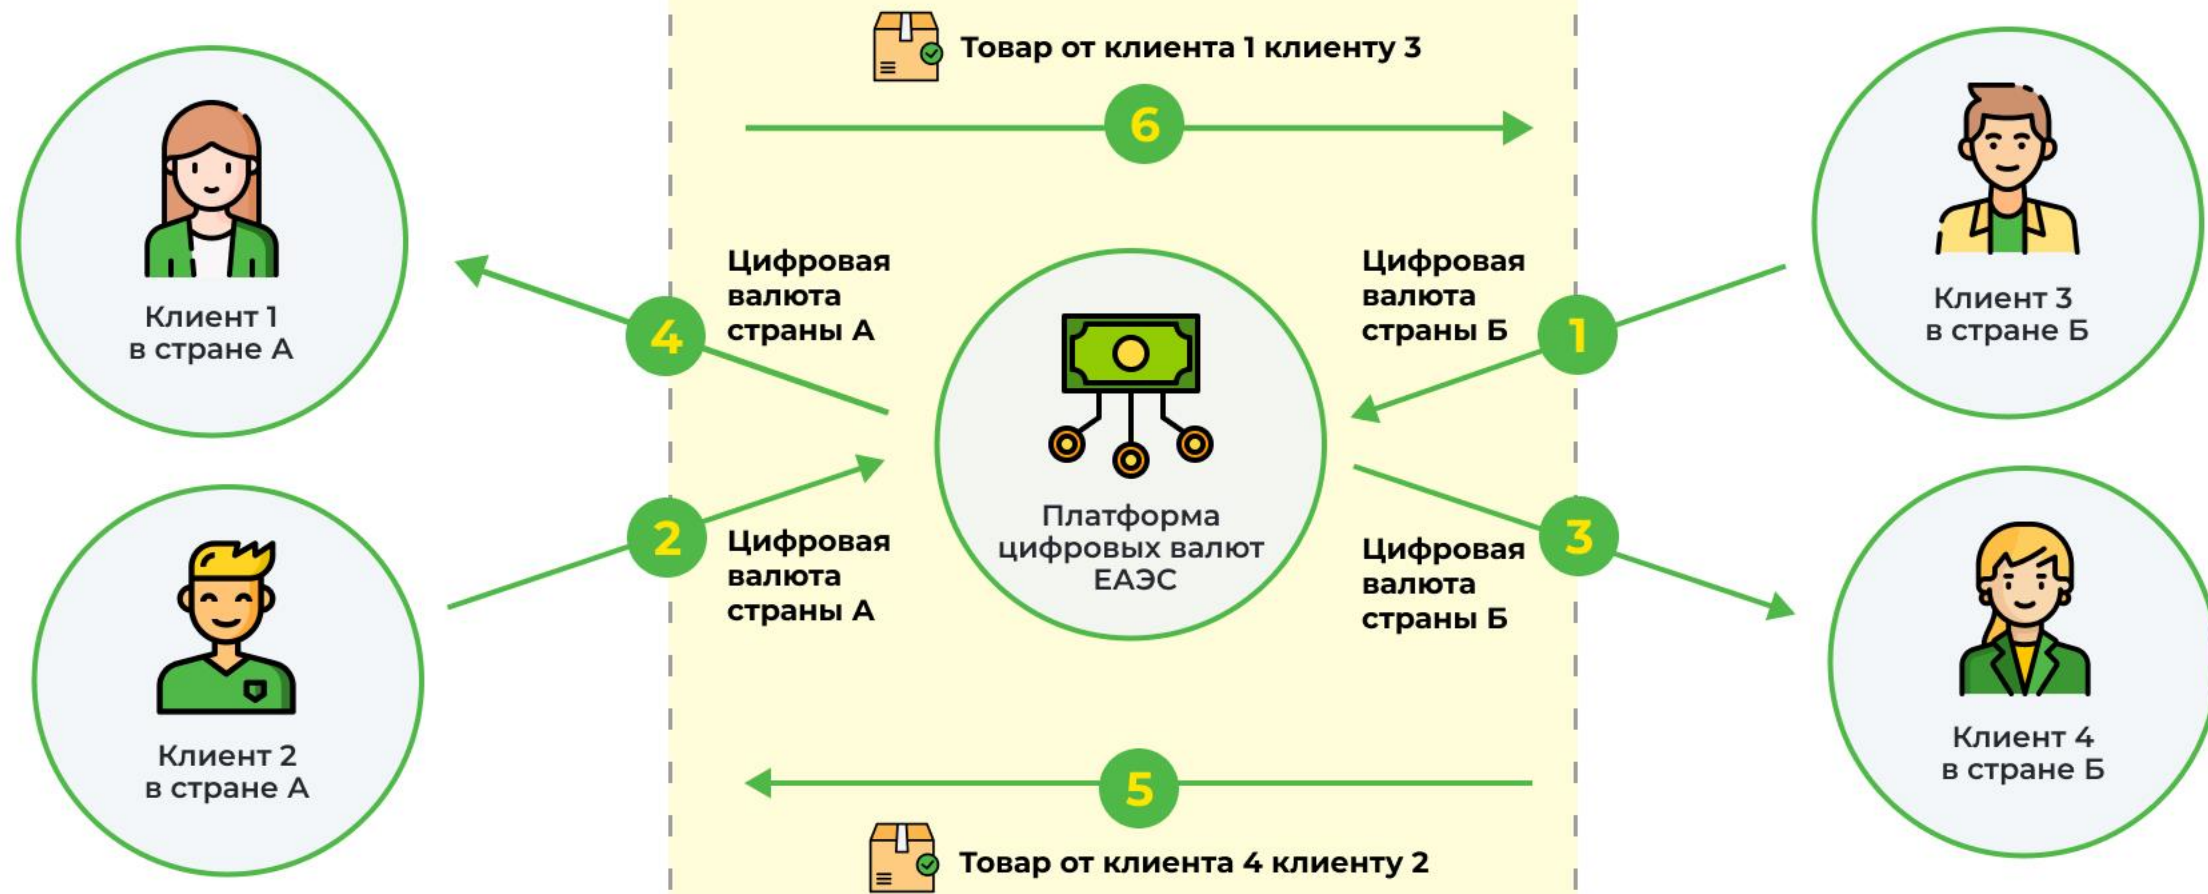 Товар от клиента 1 клиенту 3
6
Клиент 1
в стране А
4
Цифровая
валюта
страны А
Цифровая
валюта
страны Б
1
Клиент 3
в стране Б
Платформа
цифровых валют
ЕАЭС
2
Цифровая
валюта
страны А
Цифровая
валюта
страны Б
3
Клиент 2
в стране А
Клиент 4
в стране Б
5
Товар от клиента 4 клиенту 2